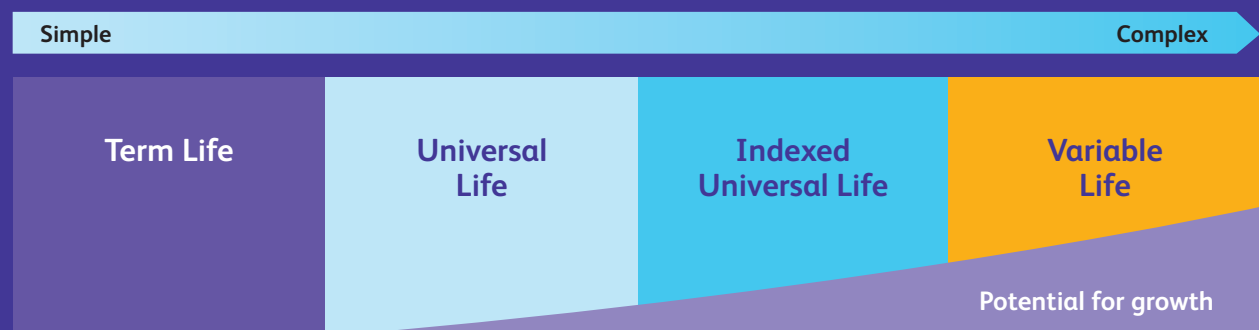 Simple
Complex
Term Life
Universal
Life
Indexed
Universal Life
Variable
Life
Potential for growth